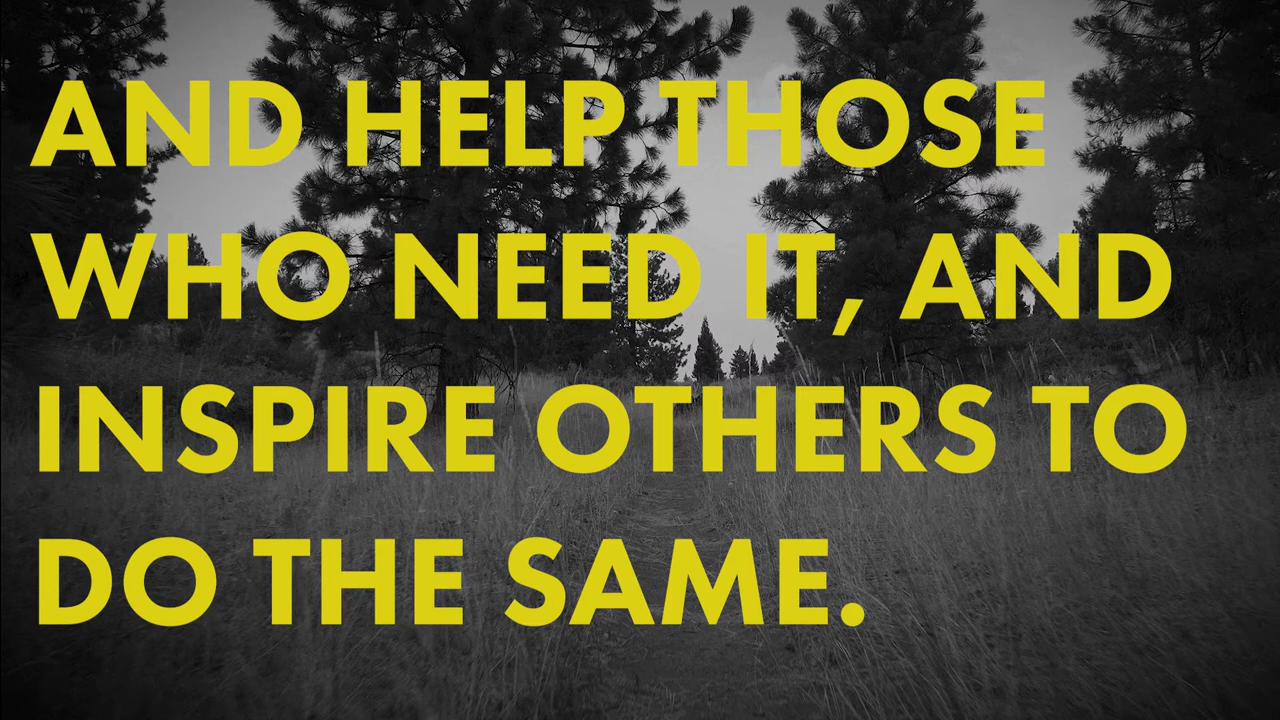 AND HELP THOSE
WHO NEED IT, AND
INSPIRE OTHERS TO
DO THE SAME.